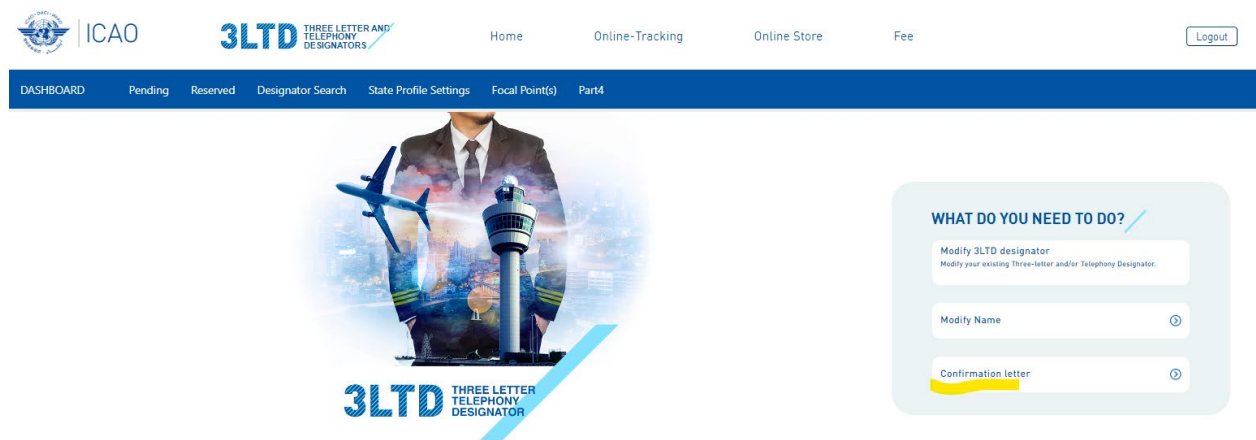 ICAO
3LTD
THREE LETTER AND
TELEPHONY
DESIGNATORS
Home
Online-Tracking
Online Store
Fee
Logout
DASHBOARD
Pending
Reserved
Designator Search
State Profile Settings
Focal Point(s)
Part4
WHAT DO YOU NEED TO DO?
Modify 3LTD designator
Modify your existing Three-letter and/or Telephony Designator.
Modify Name
Confirmation letter
3LTD
THREE LETTER
TELEPHONY
DESIGNATOR